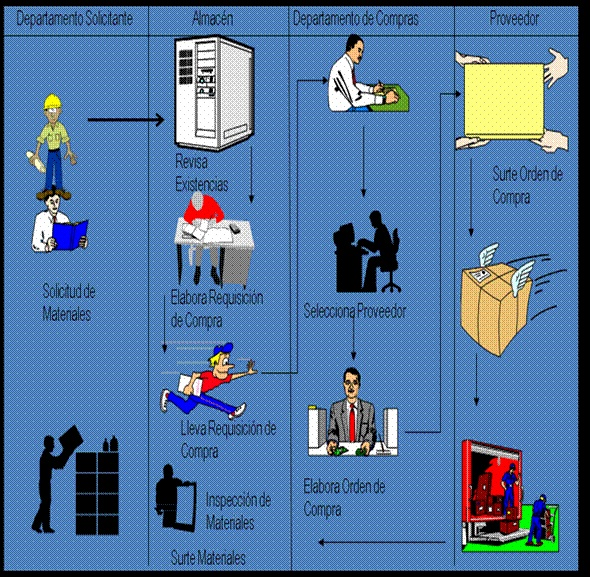 Departamento Solicitante
Almacén
Departamento de Compras
Proveedor
Revisa
Existencias
Surte Orden de
Compra
Solicitud de
Materiales
Elabora Requisición
de Compra
Selecciona Proveedor
Lleva Requisición de
Compra
Elabora Orden de
Compra
Inspección de
Materiales
Surte Materiales